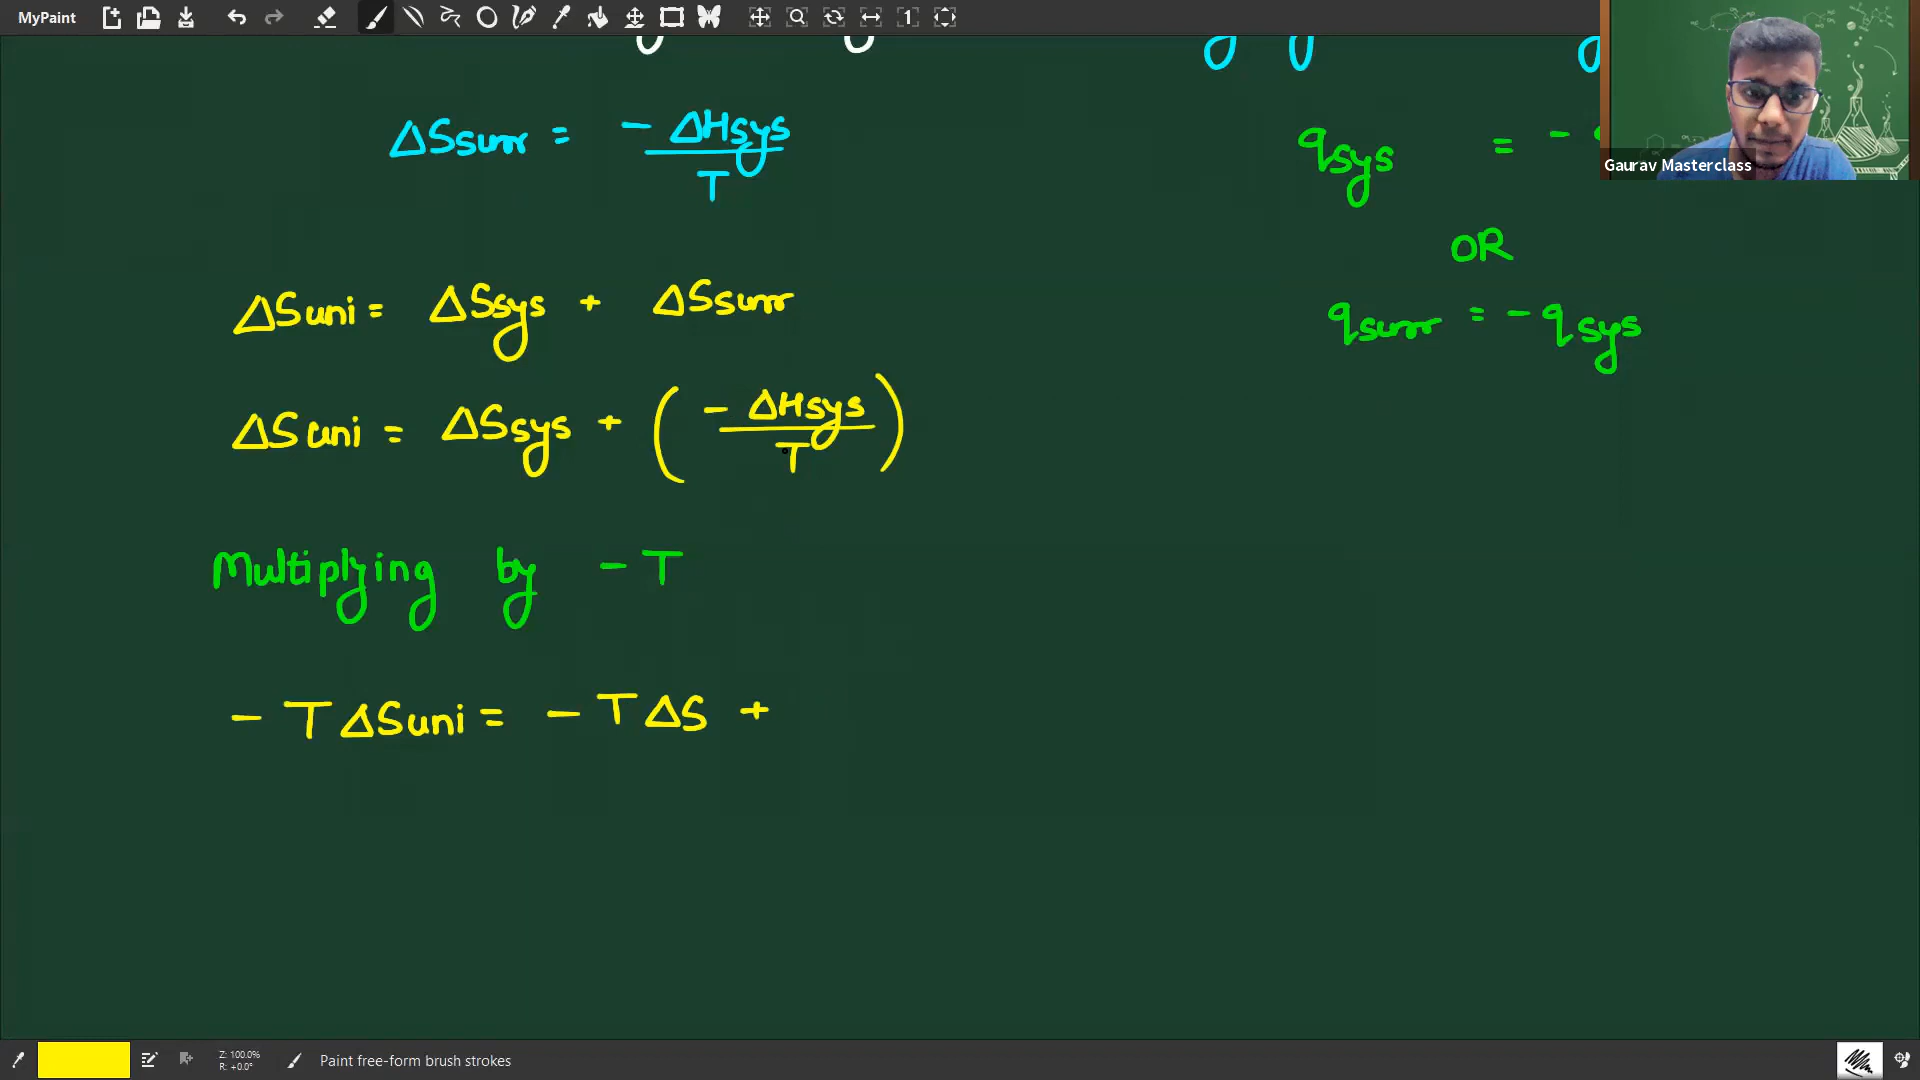 MyPaint
ΔSsurr = - ΔHsys / T
qsys = -
Gaurav Masterclass
OR
ΔSuni = ΔSsys + ΔSsurr
qsurr = - qsys
ΔSuni = ΔSsys + ( - ΔHsys / T )
Multiplying by - T
- TΔSuni = - TΔS +
Z: 100.0%
R: +0.0°
Paint free-form brush strokes